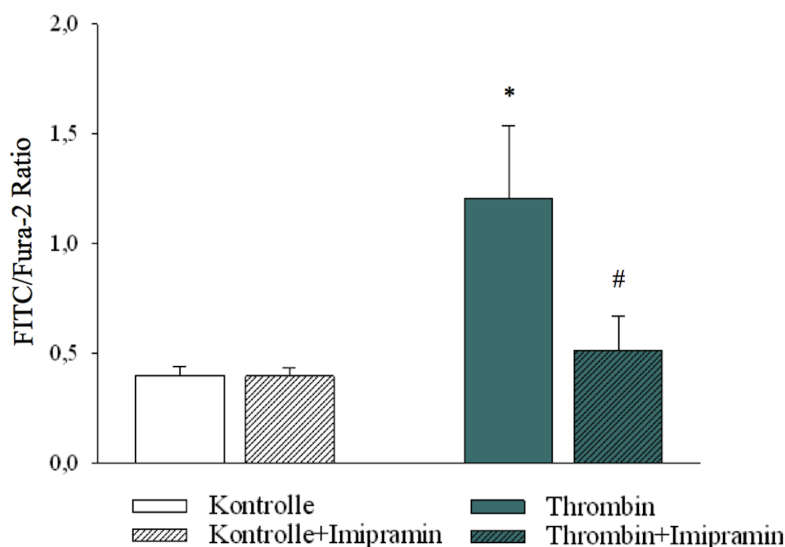 2,0
*
1,5
1,0
#
0,5
0,0
FITC/Fura-2 Ratio
Kontrolle
Thrombin
Kontrolle+Imipramin
Thrombin+Imipramin